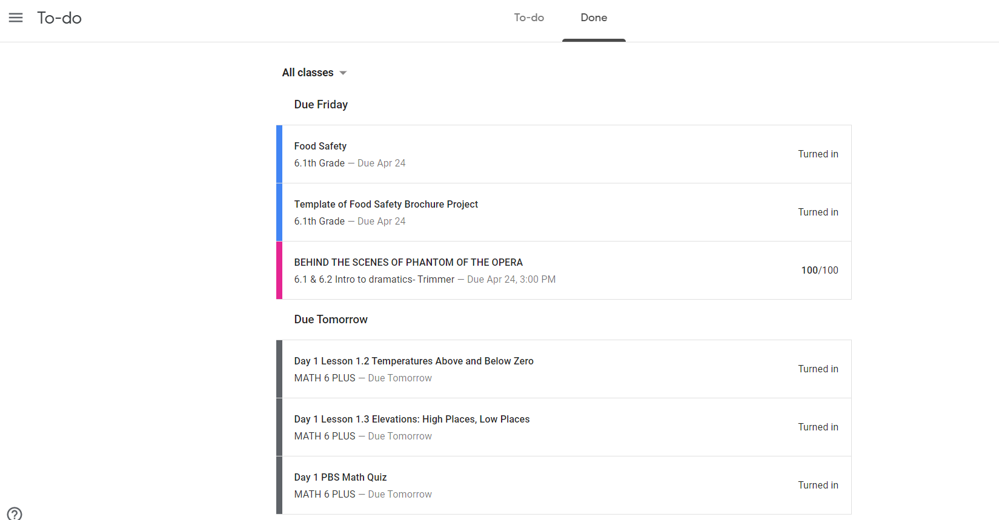 To-do
To-do
Done
All classes
Due Friday
Food Safety
6.1th Grade — Due Apr 24
Turned in
Template of Food Safety Brochure Project
6.1th Grade — Due Apr 24
Turned in
BEHIND THE SCENES OF PHANTOM OF THE OPERA
6.1 & 6.2 Intro to dramatics- Trimmer — Due Apr 24, 3:00 PM
100/100
Due Tomorrow
Day 1 Lesson 1.2 Temperatures Above and Below Zero
MATH 6 PLUS — Due Tomorrow
Turned in
Day 1 Lesson 1.3 Elevations: High Places, Low Places
MATH 6 PLUS — Due Tomorrow
Turned in
Day 1 PBS Math Quiz
MATH 6 PLUS — Due Tomorrow
Turned in